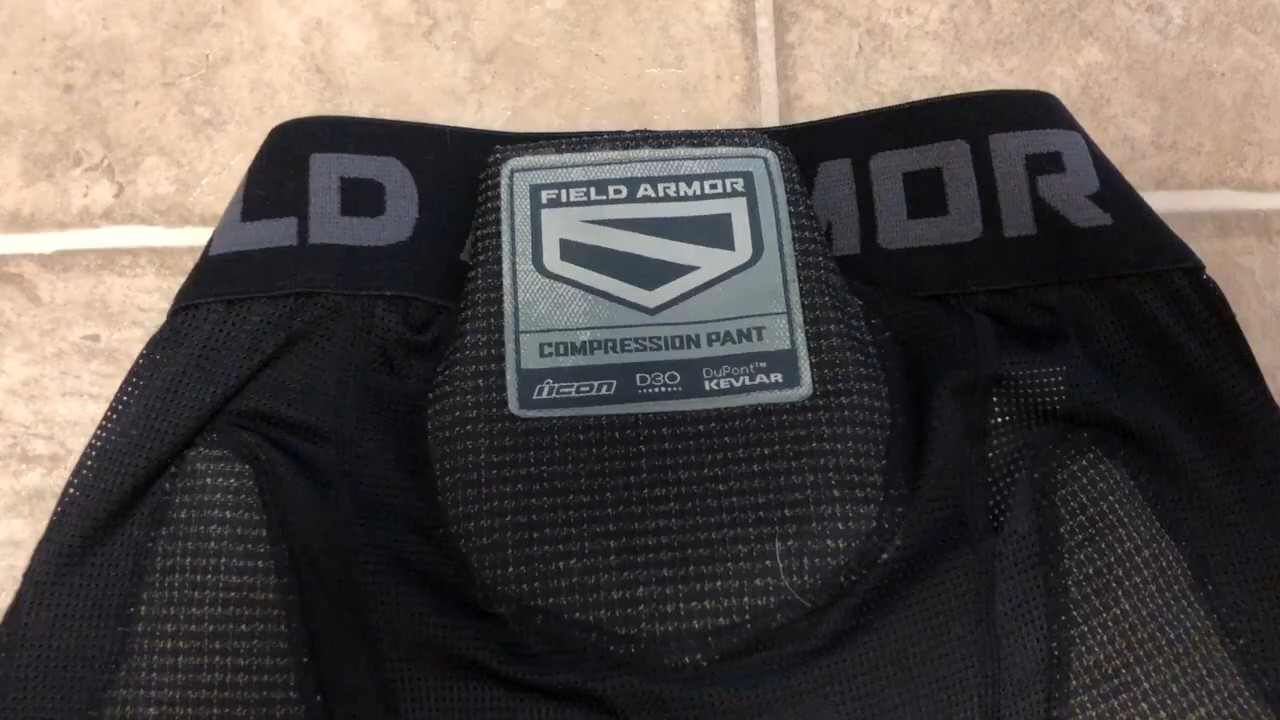 LD
MOR
FIELD ARMOR
COMPRESSION PANT
icon
D3O
DuPont™
KEVLAR